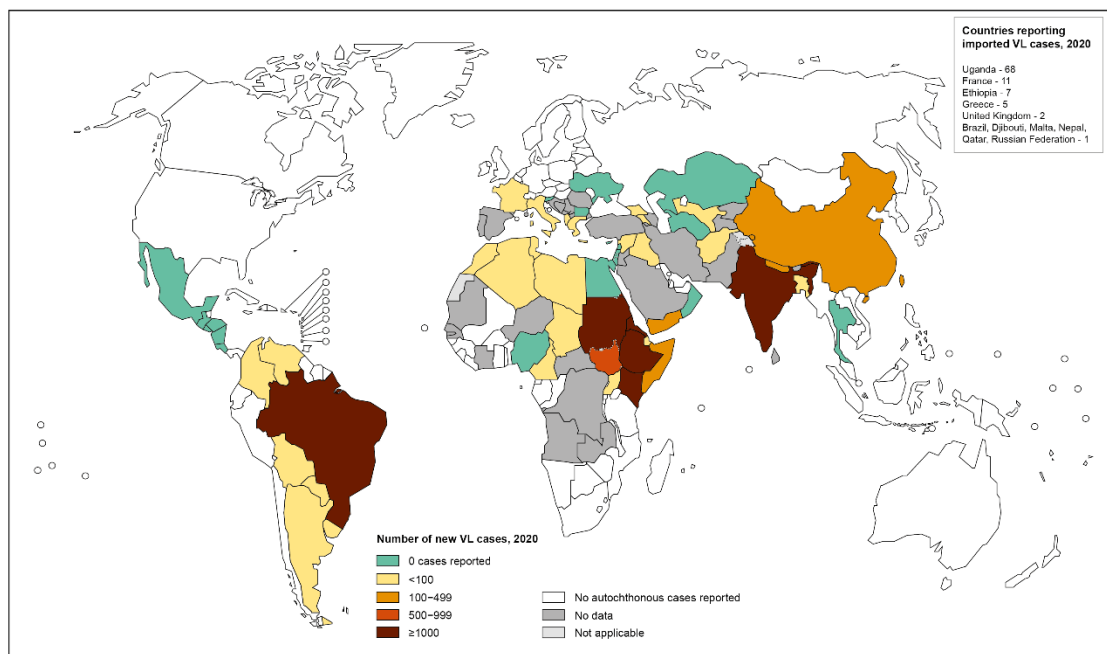 Countries reporting
imported VL cases, 2020
Uganda - 68
France - 11
Ethiopia - 7
Greece - 5
United Kingdom - 2
Brazil, Djibouti, Malta, Nepal,
Qatar, Russian Federation - 1
Number of new VL cases, 2020
0 cases reported
<100
100–499
500–999
≥1000
No autochthonous cases reported
No data
Not applicable